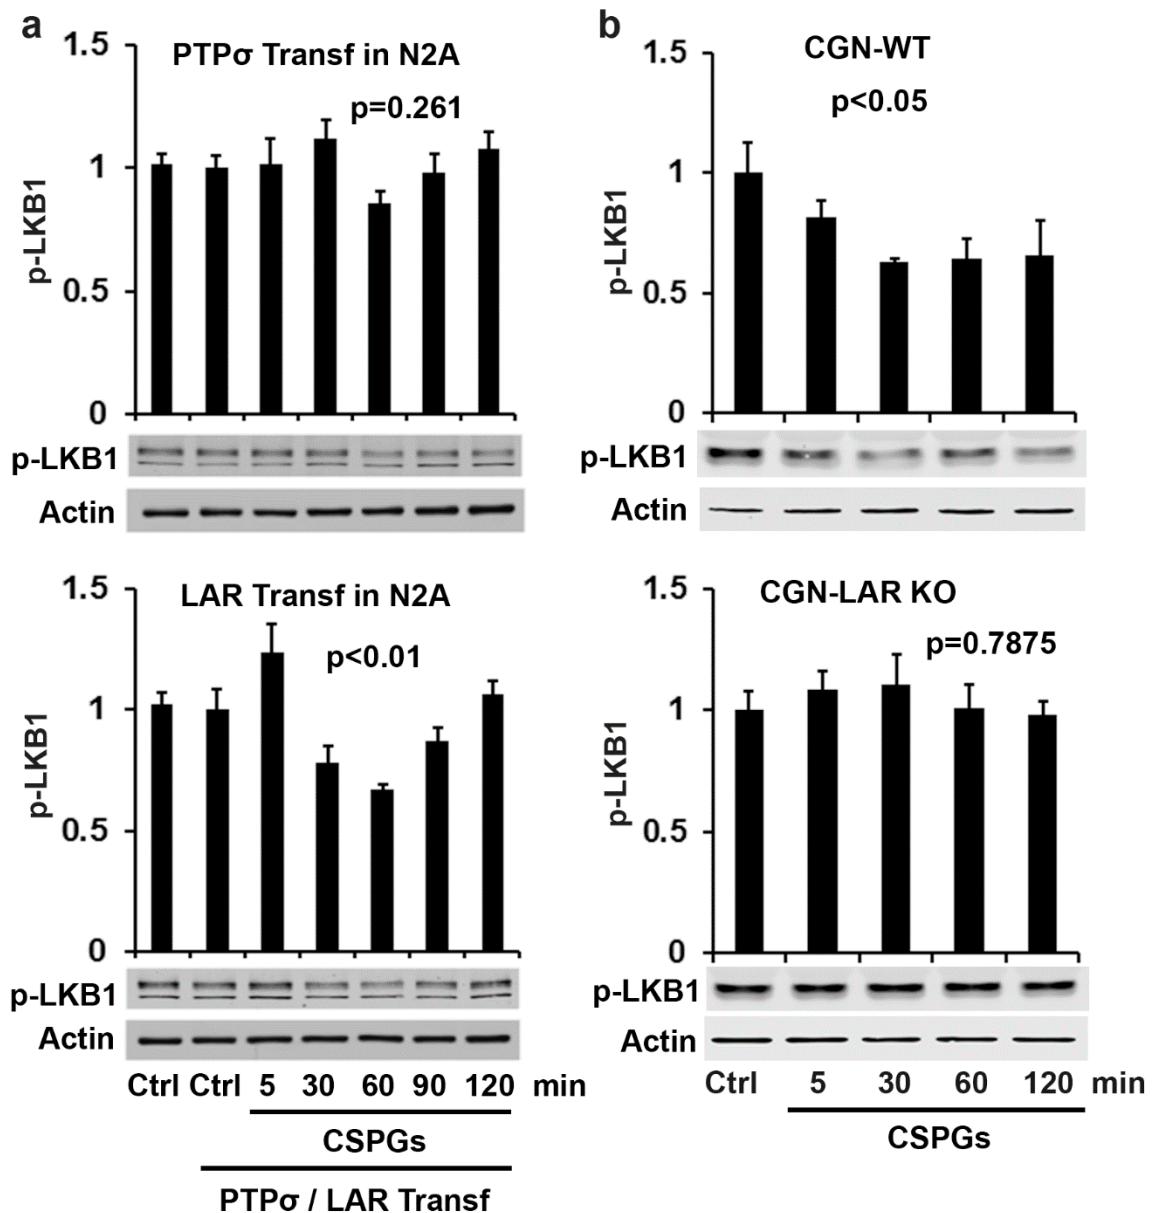 a
PTPσ Transf in N2A
p=0.261
1.5
1
0.5
0
p-LKB1
p-LKB1
Actin
LAR Transf in N2A
p<0.01
1.5
1
0.5
0
p-LKB1
p-LKB1
Actin
Ctrl Ctrl 5 30 60 90 120 min
CSPGs
PTPσ / LAR Transf
b
CGN-WT
p<0.05
1.5
1
0.5
0
p-LKB1
p-LKB1
Actin
CGN-LAR KO
p=0.7875
1.5
1
0.5
0
p-LKB1
p-LKB1
Actin
Ctrl 5 30 60 120 min
CSPGs